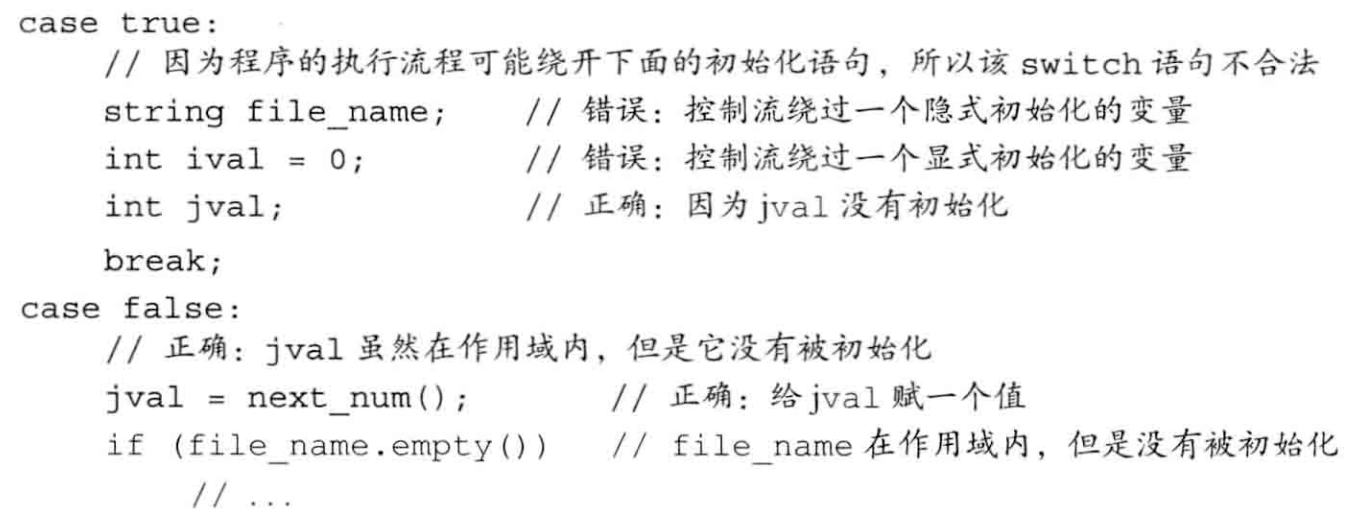 case true:
// 因为程序的执行流程可能绕开下面的初始化语句，所以该 switch 语句不合法
string file_name; // 错误：控制流绕过一个隐式初始化的变量
int ival = 0; // 错误：控制流绕过一个显式初始化的变量
int jval; // 正确：因为 jval 没有初始化
break;
case false:
// 正确：jval 虽然在作用域内，但是它没有被初始化
jval = next_num(); // 正确：给 jval 赋一个值
if (file_name.empty()) // file_name 在作用域内，但是没有被初始化
// ...